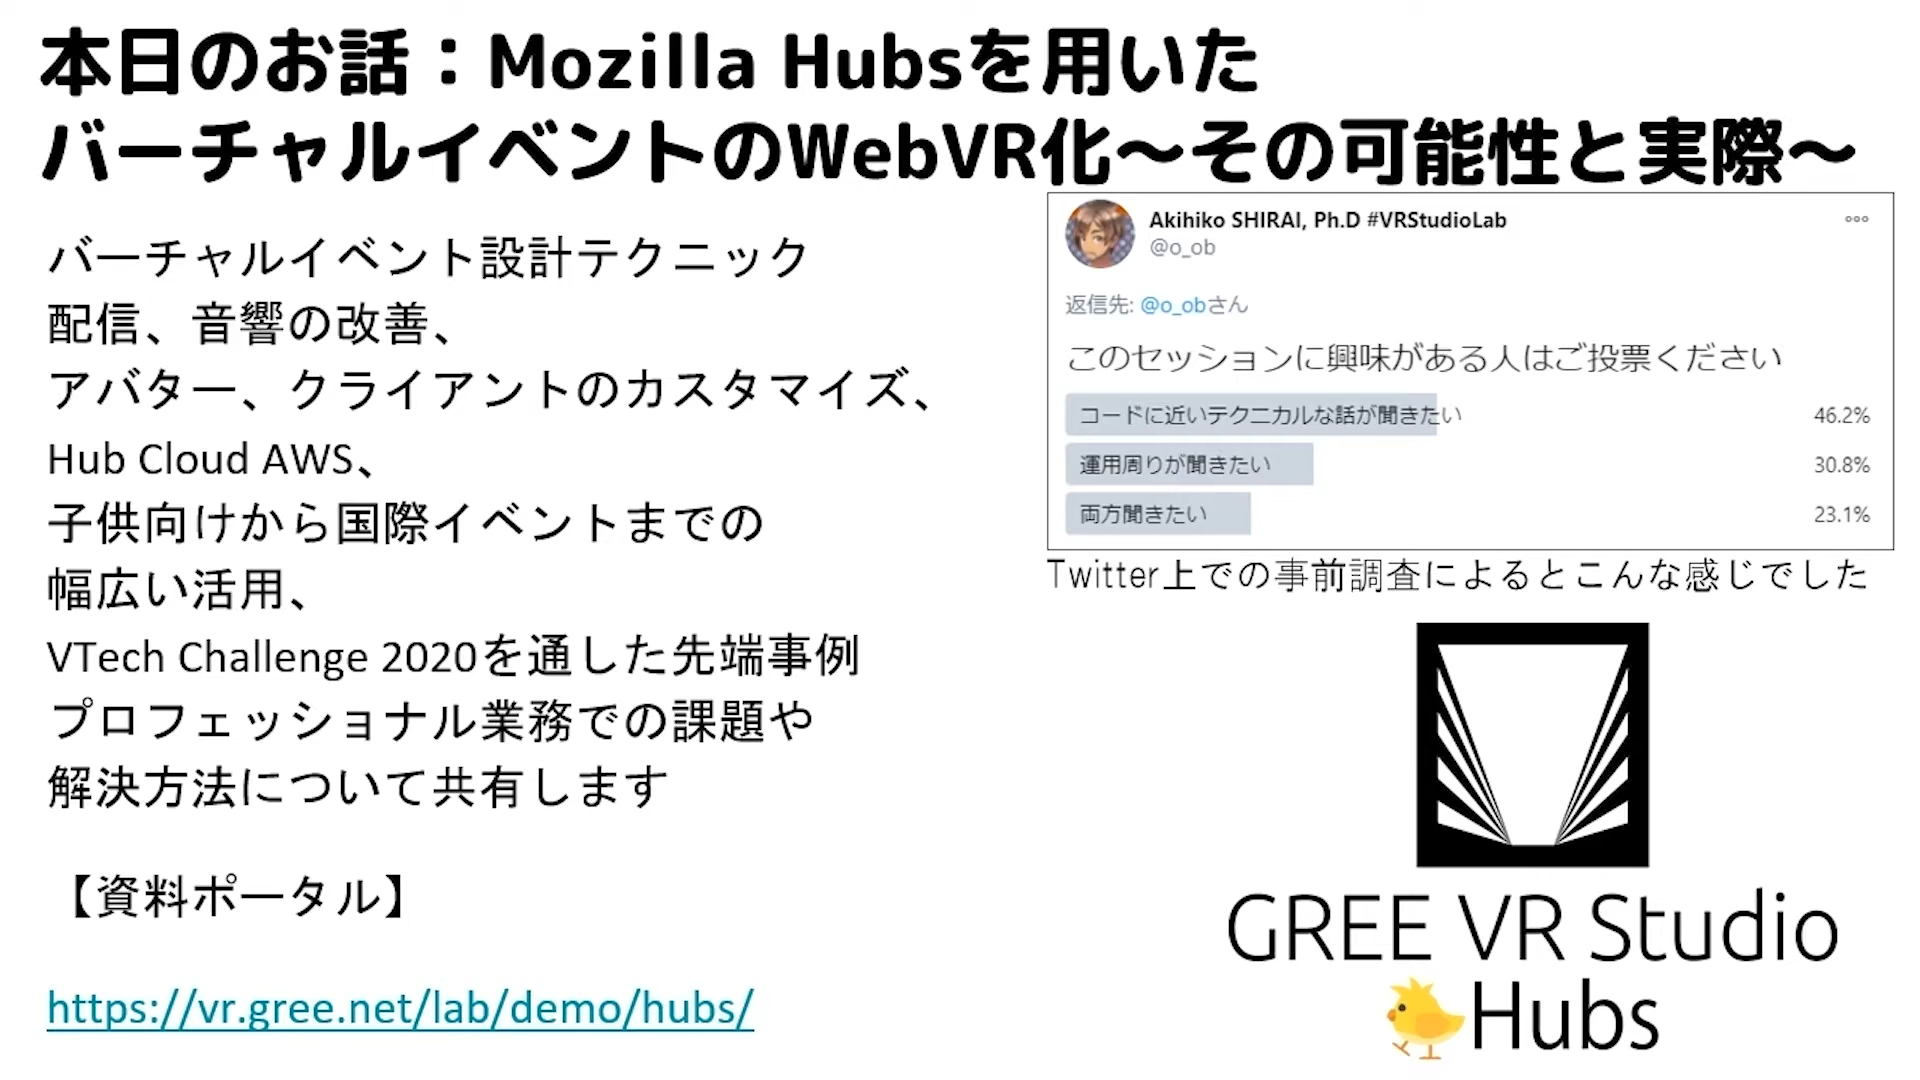 本日のお話：Mozilla Hubsを用いた
バーチャルイベントのWebVR化～その可能性と実際～
バーチャルイベント設計テクニック
配信、音響の改善、
アバター、クライアントのカスタマイズ、
Hub Cloud AWS、
子供向けから国際イベントまでの
幅広い活用、
VTech Challenge 2020を通した先端事例
プロフェッショナル業務での課題や
解決方法について共有します
【資料ポータル】
https://vr.gree.net/lab/demo/hubs/
Akihiko SHIRAI, Ph.D #VRStudioLab
@o_ob
返信先: @o_obさん
このセッションに興味がある人はご投票ください
コードに近いテクニカルな話が聞きたい 46.2%
運用周りが聞きたい 30.8%
両方聞きたい 23.1%
Twitter上での事前調査によるとこんな感じでした
GREE VR Studio
Hubs